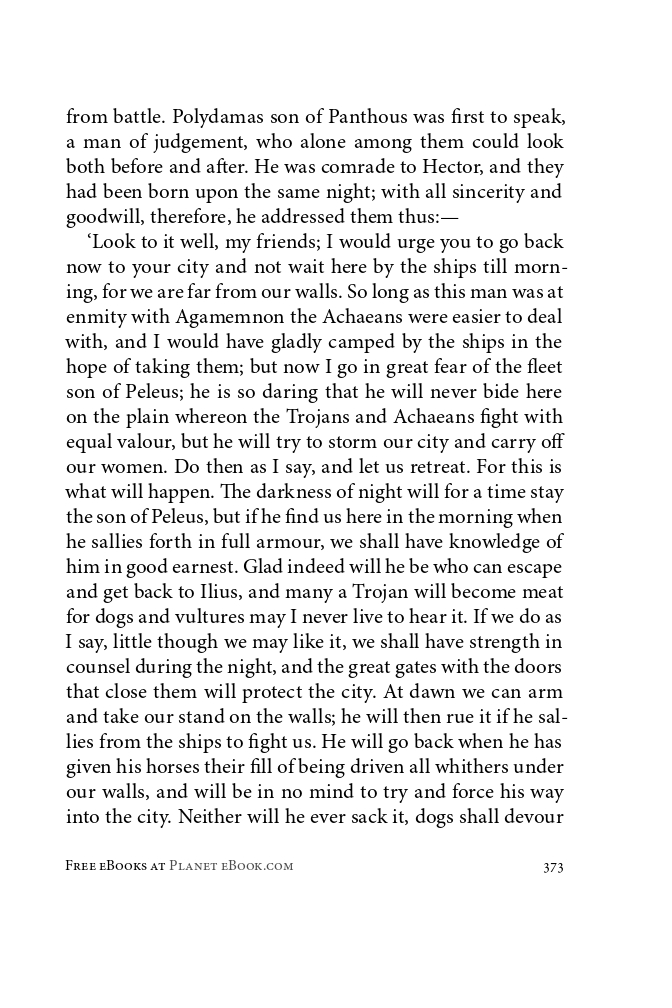 from battle. Polydamas son of Panthous was first to speak,
a man of judgement, who alone among them could look
both before and after. He was comrade to Hector, and they
had been born upon the same night; with all sincerity and
goodwill, therefore, he addressed them thus:—
‘Look to it well, my friends; I would urge you to go back
now to your city and not wait here by the ships till morn-
ing, for we are far from our walls. So long as this man was at
enmity with Agamemnon the Achaeans were easier to deal
with, and I would have gladly camped by the ships in the
hope of taking them; but now I go in great fear of the fleet
son of Peleus; he is so daring that he will never bide here
on the plain whereon the Trojans and Achaeans fight with
equal valour, but he will try to storm our city and carry off
our women. Do then as I say, and let us retreat. For this is
what will happen. The darkness of night will for a time stay
the son of Peleus, but if he find us here in the morning when
he sallies forth in full armour, we shall have knowledge of
him in good earnest. Glad indeed will he be who can escape
and get back to Ilius, and many a Trojan will become meat
for dogs and vultures may I never live to hear it. If we do as
I say, little though we may like it, we shall have strength in
counsel during the night, and the great gates with the doors
that close them will protect the city. At dawn we can arm
and take our stand on the walls; he will then rue it if he sal-
lies from the ships to fight us. He will go back when he has
given his horses their fill of being driven all whithers under
our walls, and will be in no mind to try and force his way
into the city. Neither will he ever sack it, dogs shall devour
Free eBooks at Planet eBook.com
373